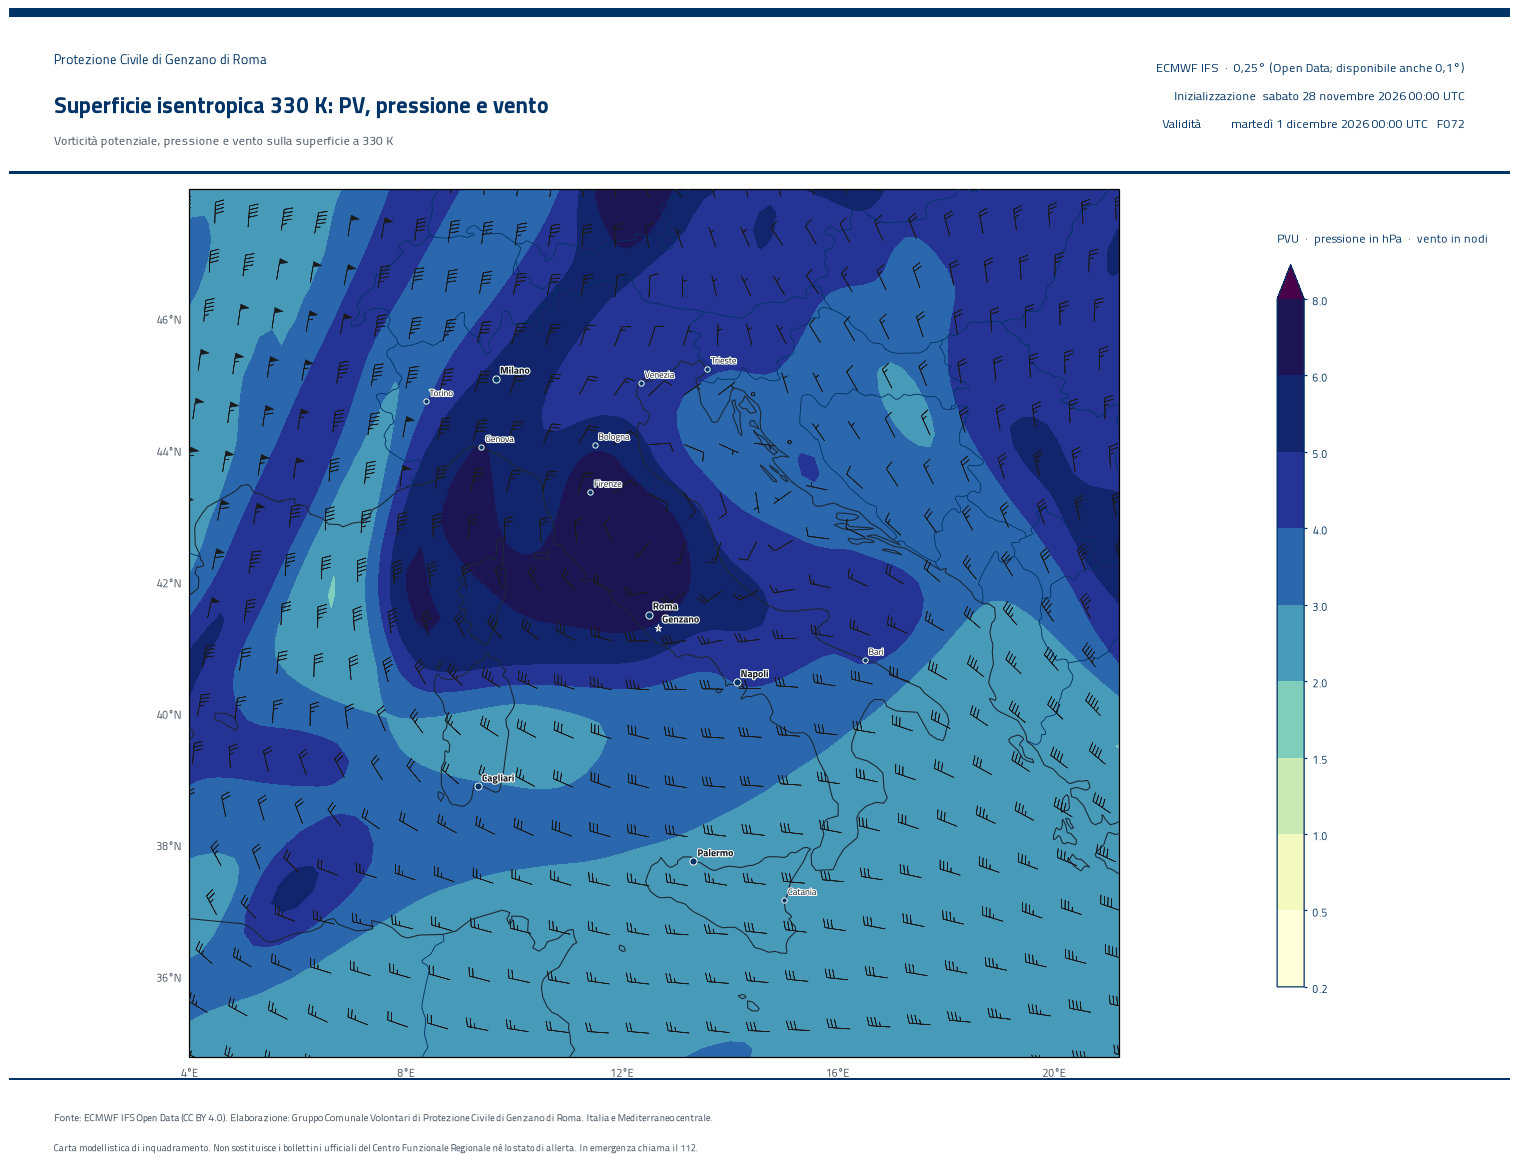 Protezione Civile di Genzano di Roma
Superficie isentropica 330 K: PV, pressione e vento
Vorticità potenziale, pressione e vento sulla superficie a 330 K
ECMWF IFS · 0,25° (Open Data; disponibile anche 0,1°)
Inizializzazione sabato 28 novembre 2026 00:00 UTC
Validità martedì 1 dicembre 2026 00:00 UTC F072
PVU · pressione in hPa · vento in nodi
8.0
6.0
5.0
4.0
3.0
2.0
1.5
1.0
0.5
0.2
46°N
44°N
42°N
40°N
38°N
36°N
4°E
8°E
12°E
16°E
20°E
Milano
Torino
Venezia
Trieste
Genova
Bologna
Firenze
Roma
Genzano
Napoli
Bari
Cagliari
Palermo
Catania
Fonte: ECMWF IFS Open Data (CC BY 4.0). Elaborazione: Gruppo Comunale Volontari di Protezione Civile di Genzano di Roma. Italia e Mediterraneo centrale.
Carta modellistica di inquadramento. Non sostituisce i bollettini ufficiali del Centro Funzionale Regionale né lo stato di allerta. In emergenza chiama il 112.